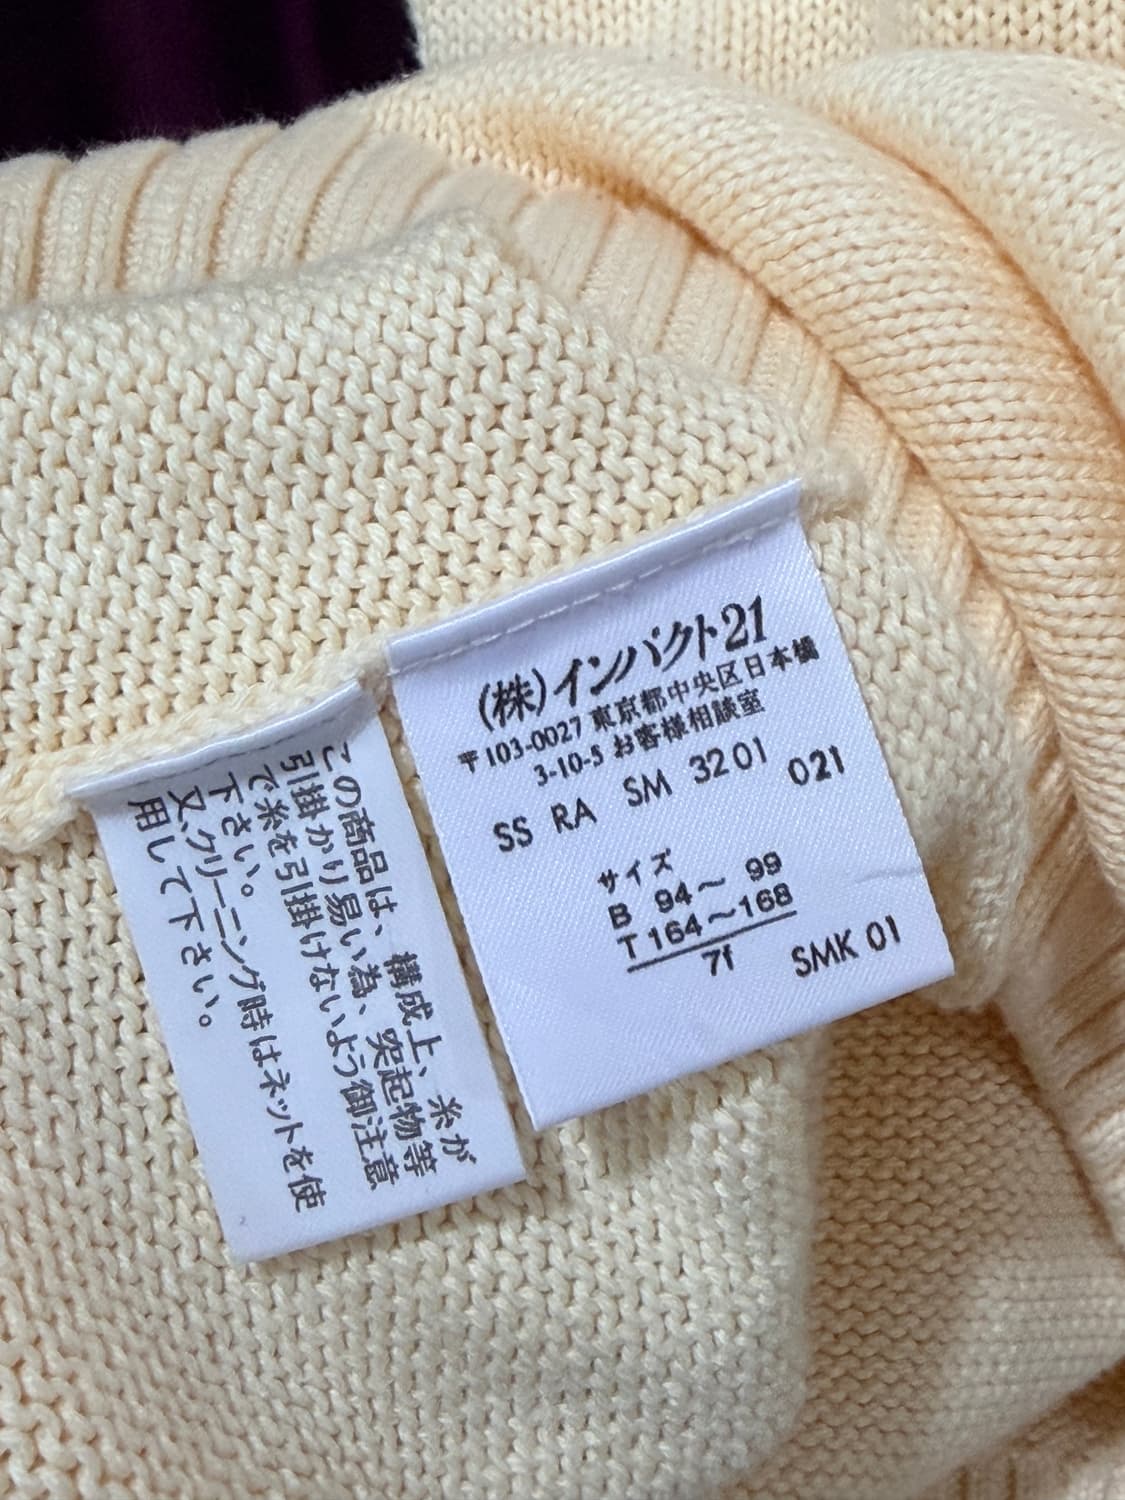 (株)インパクト21
〒103-0027 東京都中央区日本橋
3-10-5 お客様相談室
SS RA SM 3201 021
サイズ
B 94～ 99
T 164～168
7f SMK 01
この商品は、構成上、糸が
引掛かり易い為、突起物等
で糸を引掛けないよう御注意
下さい。
又、クリーニング時はネットを使
用して下さい。